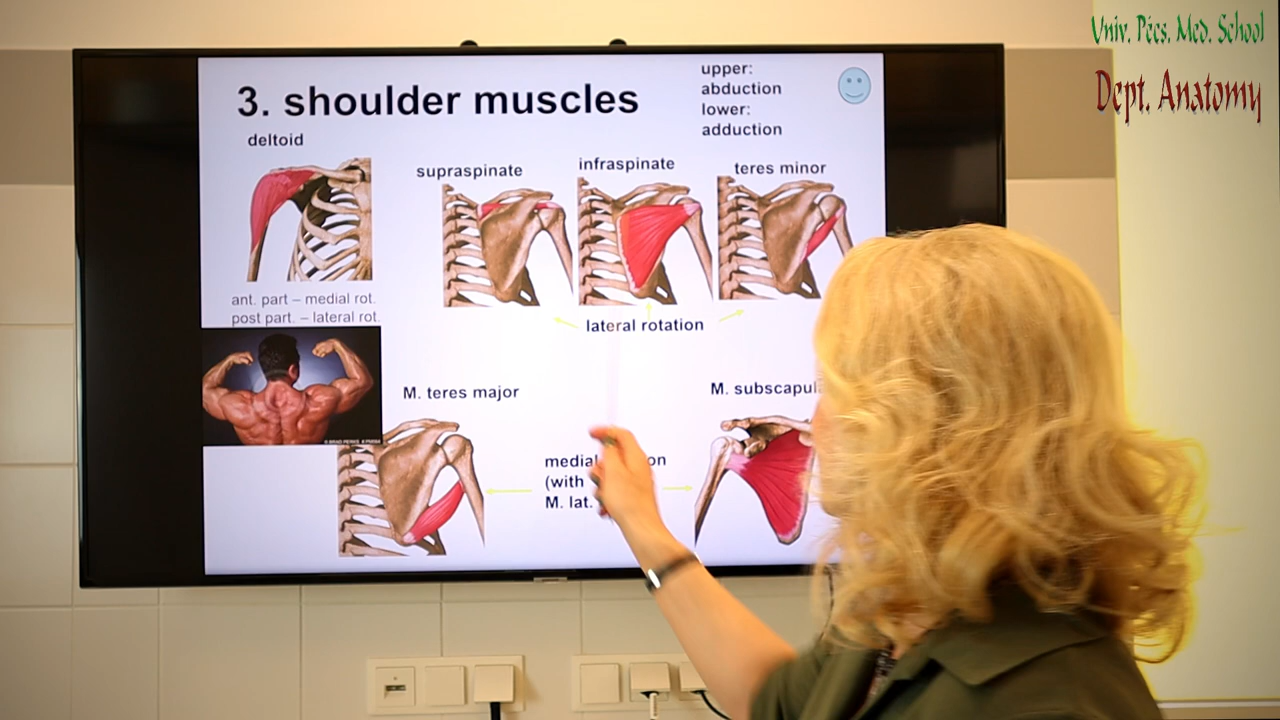 Univ. Pécs. Med. School
Dept. Anatomy
3. shoulder muscles
upper:
abduction
lower:
adduction
deltoid
supraspinate
infraspinate
teres minor
ant. part – medial rot.
post part. – lateral rot.
lateral rotation
M. teres major
M.
medial
(with
M. lat.